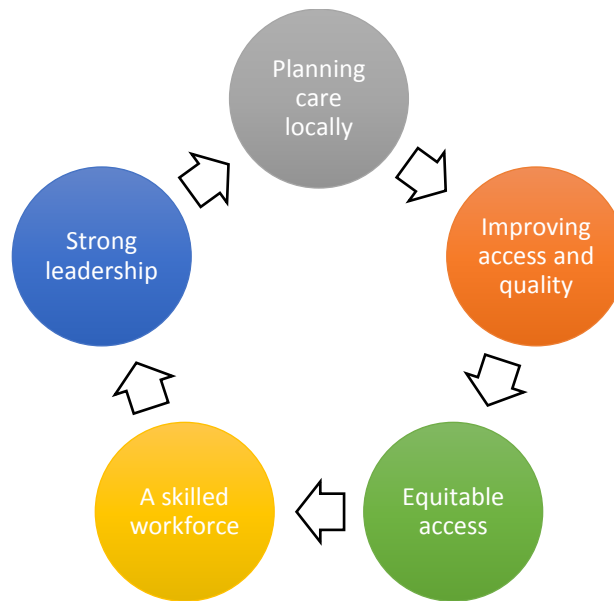 Planning
care
locally
Improving
access and
quality
Equitable
access
A skilled
workforce
Strong
leadership